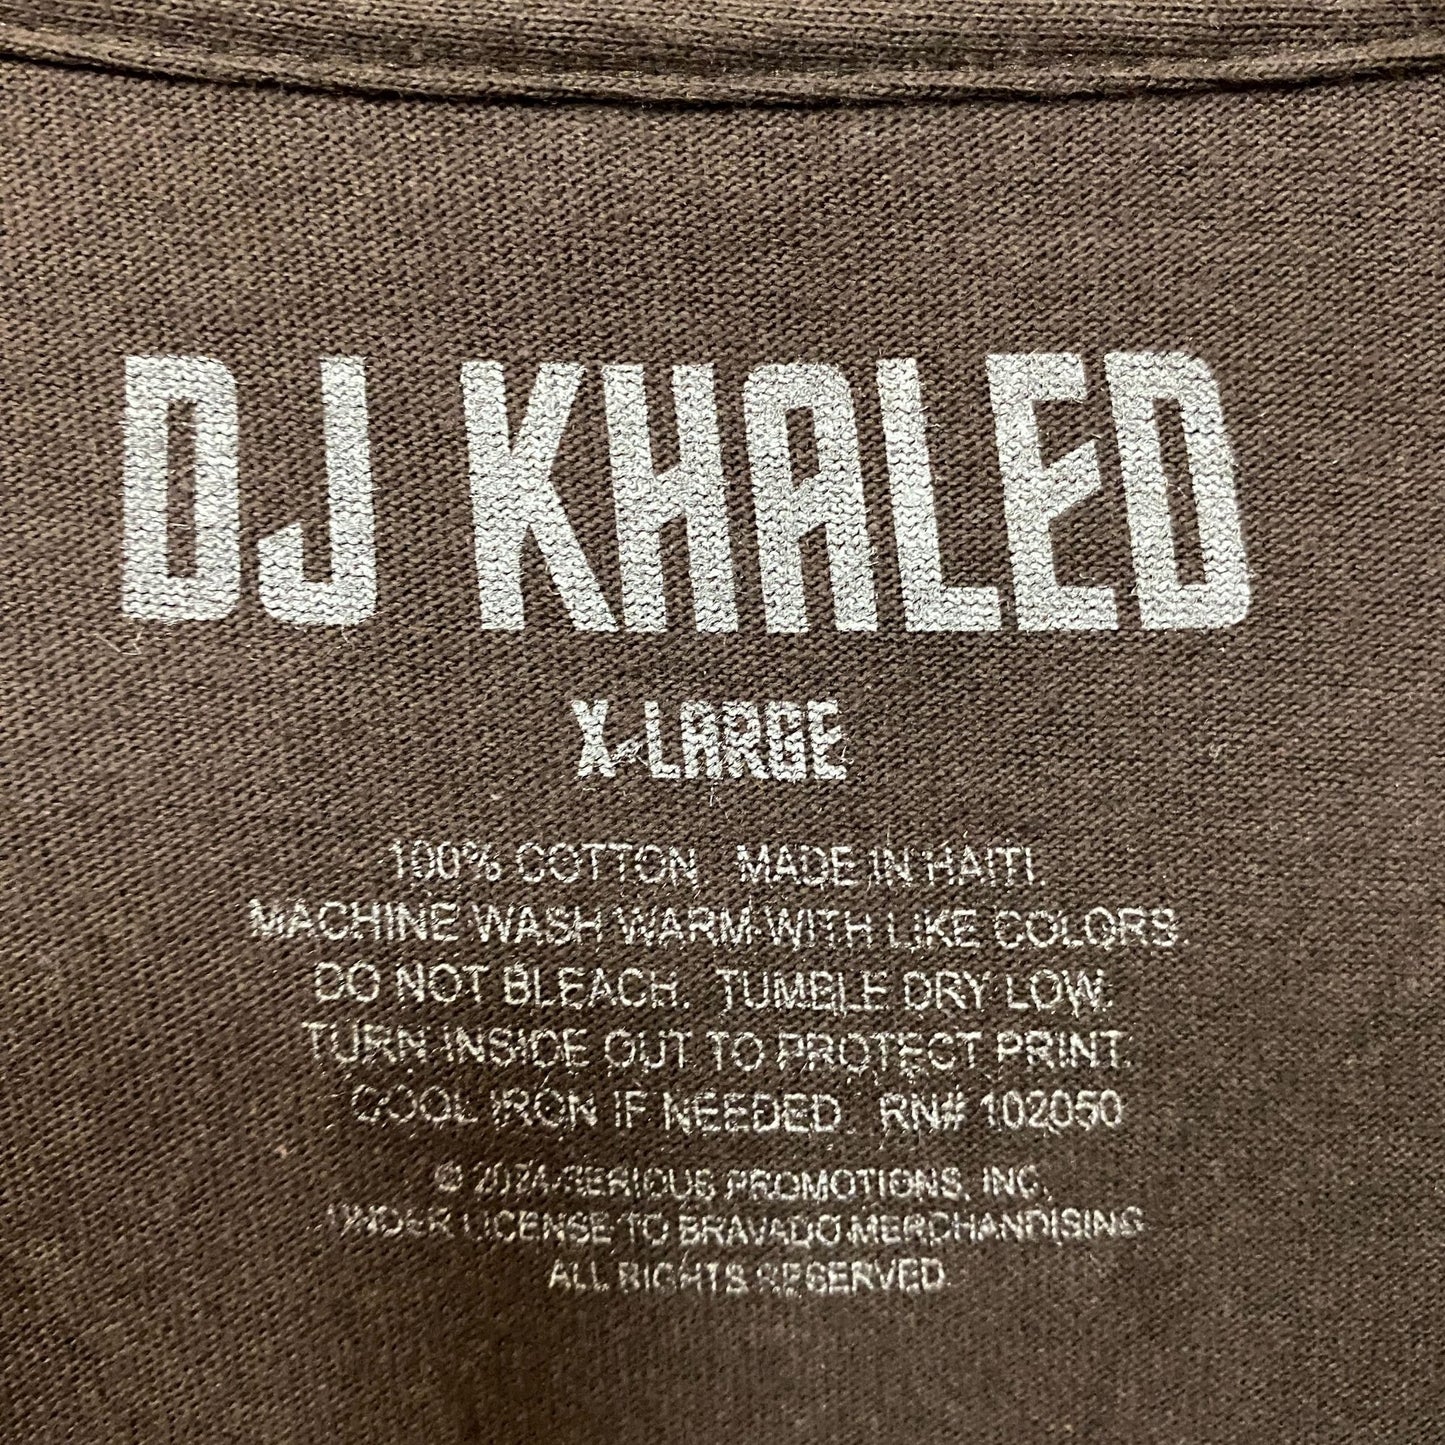 DJ KHALED
X-LARGE
100% COTTON. MADE IN HAITI.
MACHINE WASH WARM WITH LIKE COLORS.
DO NOT BLEACH. TUMBLE DRY LOW.
TURN INSIDE OUT TO PROTECT PRINT.
COOL IRON IF NEEDED. RN# 102050
© SERIOUS PROMOTIONS, INC.
UNDER LICENSE TO BRAVADO MERCHANDISING
ALL RIGHTS RESERVED.